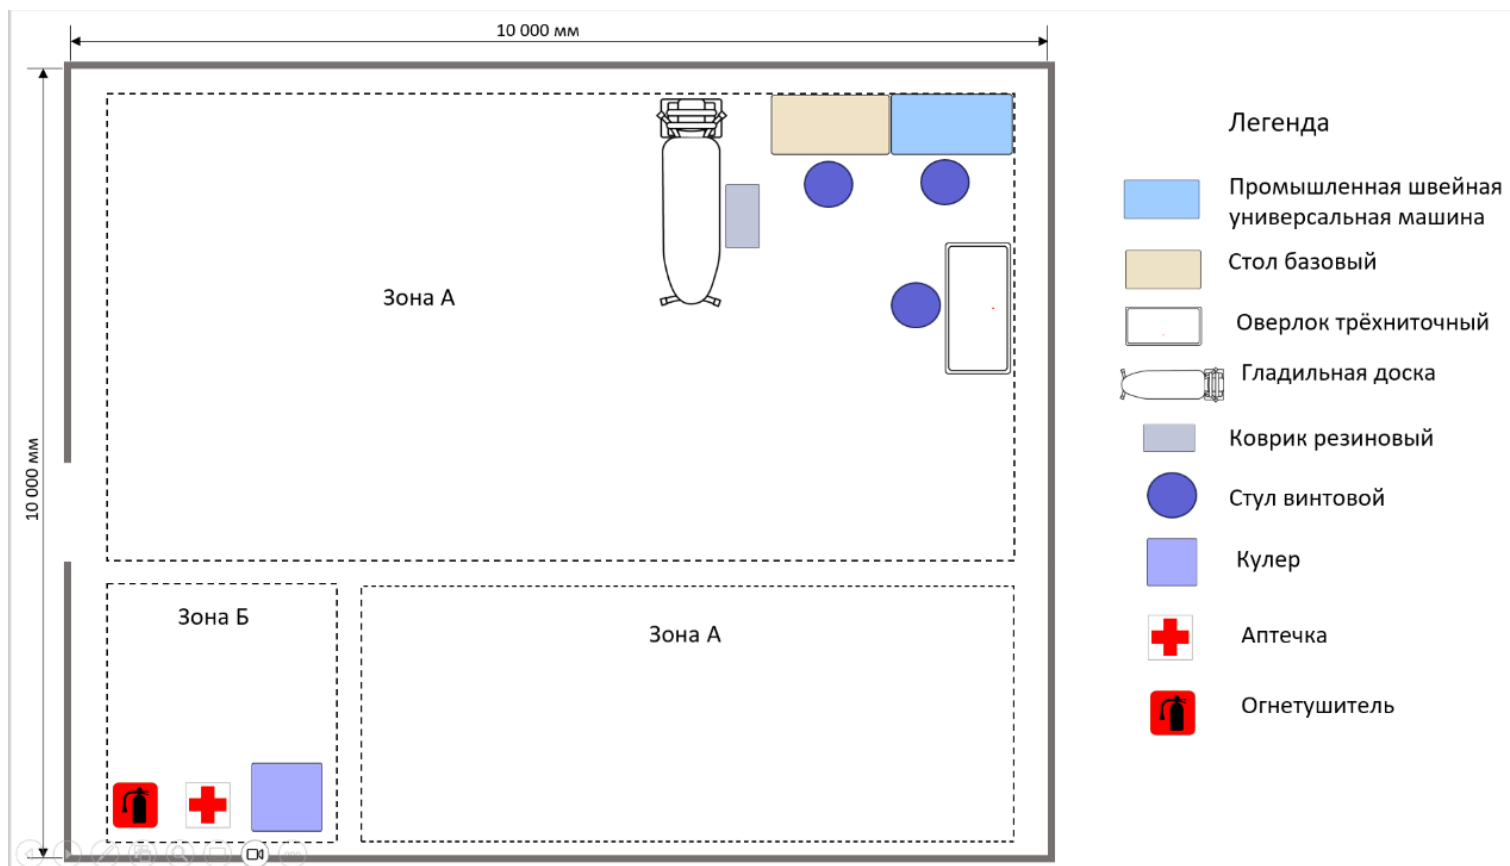 10 000 мм
10 000 мм
Зона А
Зона Б
Зона А
Легенда
Промышленная швейная
универсальная машина
Стол базовый
Оверлок трёхниточный
Гладильная доска
Коврик резиновый
Стул винтовой
Кулер
Аптечка
Огнетушитель